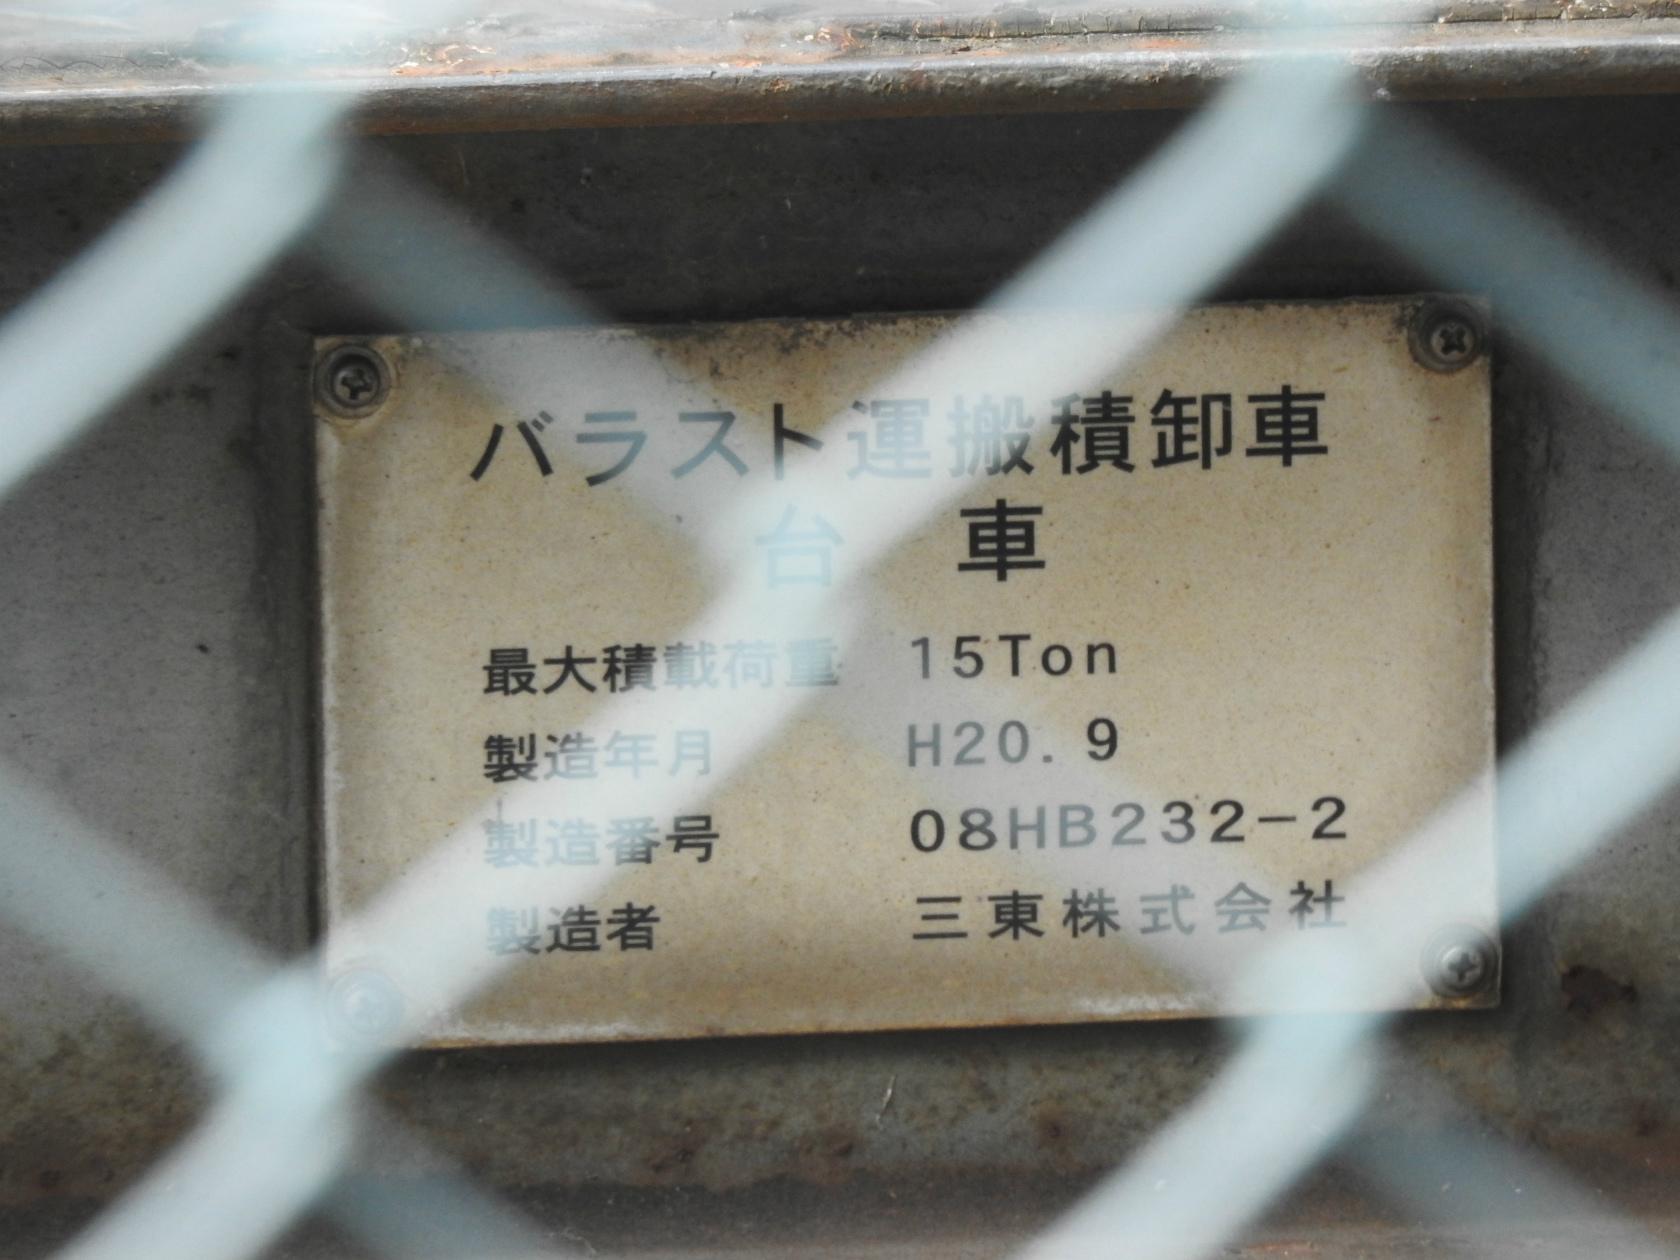 バラスト運搬積卸車
台 車
最大積載荷重 15Ton
製造年月 H20. 9
製造番号 08HB232-2
製造者 三東株式会社